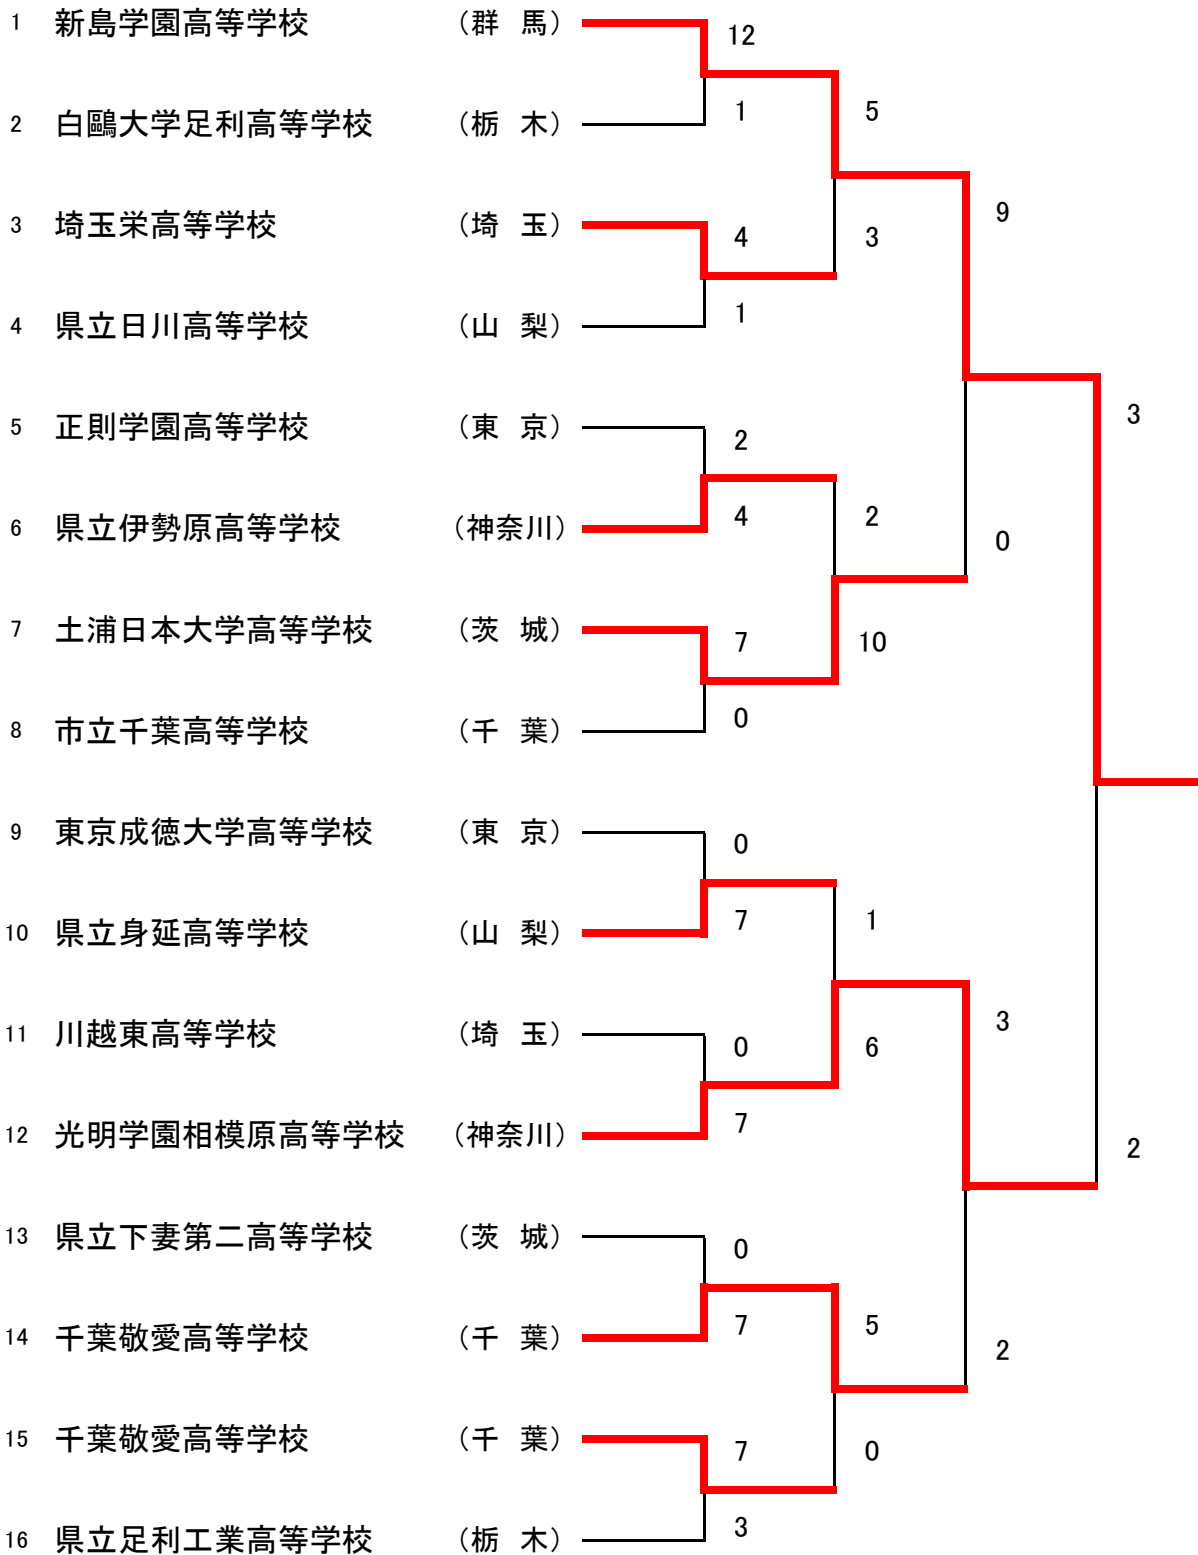 1 新島学園高等学校 （群 馬）
12
5
1
2 白鷗大学足利高等学校 （栃 木）
9
3 埼玉栄高等学校 （埼 玉）
4
3
1
4 県立日川高等学校 （山 梨）
3
5 正則学園高等学校 （東 京）
2
4
2
6 県立伊勢原高等学校 （神奈川）
0
7 土浦日本大学高等学校 （茨 城）
7
10
0
8 市立千葉高等学校 （千 葉）
9 東京成徳大学高等学校 （東 京）
0
7
1
10 県立身延高等学校 （山 梨）
3
11 川越東高等学校 （埼 玉）
0
6
7
12 光明学園相模原高等学校 （神奈川）
2
13 県立下妻第二高等学校 （茨 城）
0
7
5
14 千葉敬愛高等学校 （千 葉）
2
15 千葉敬愛高等学校 （千 葉）
7
0
3
16 県立足利工業高等学校 （栃 木）